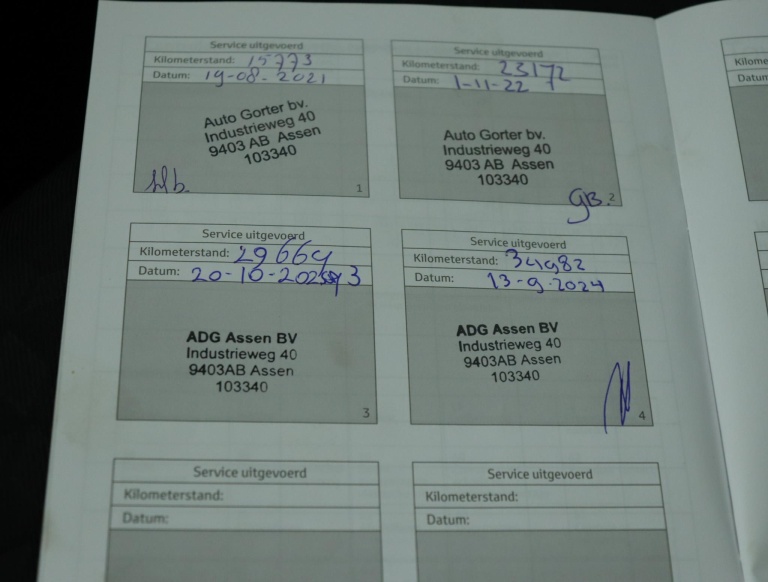 Service uitgevoerd
Kilometerstand: 15773
Datum: 19-08-2021
Auto Gorter bv.
Industrieweg 40
9403 AB Assen
103340
1
Service uitgevoerd
Kilometerstand: 23172
Datum: 1-11-22
Auto Gorter bv.
Industrieweg 40
9403 AB Assen
103340
GB. 2
Service uitgevoerd
Kilometerstand: 29664
Datum: 20-10-2023
ADG Assen BV
Industrieweg 40
9403AB Assen
103340
3
Service uitgevoerd
Kilometerstand: 34982
Datum: 13-9-2024
ADG Assen BV
Industrieweg 40
9403AB Assen
103340
4
Service uitgevoerd
Kilometerstand:
Datum:
Service uitgevoerd
Kilometerstand:
Datum:
Kilome
Datum